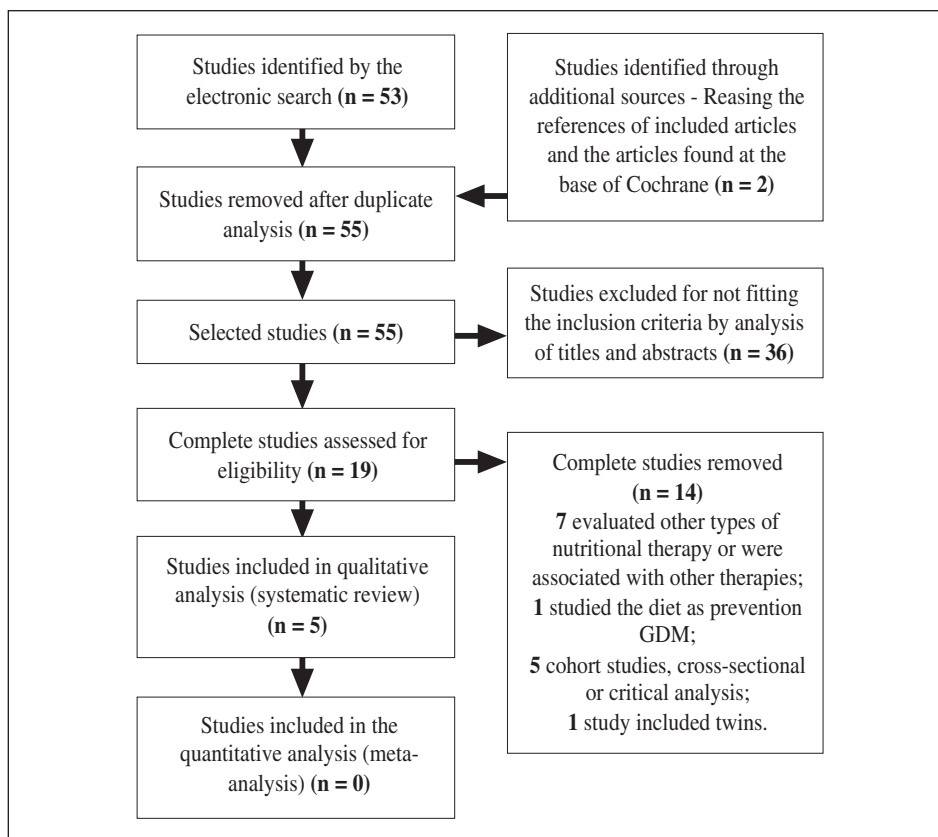 Studies identified by the
electronic search (n = 53)
Studies identified through
additional sources - Reasing the
references of included articles
and the articles found at the
base of Cochrane (n = 2)
Studies removed after duplicate
analysis (n = 55)
Selected studies (n = 55)
Studies excluded for not fitting
the inclusion criteria by analysis
of titles and abstracts (n = 36)
Complete studies assessed for
eligibility (n = 19)
Complete studies removed
(n = 14)
7 evaluated other types of
nutritional therapy or were
associated with other therapies;
1 studied the diet as prevention
GDM;
5 cohort studies, cross-sectional
or critical analysis;
1 study included twins.
Studies included in qualitative
analysis (systematic review)
(n = 5)
Studies included in the
quantitative analysis (meta-
analysis) (n = 0)